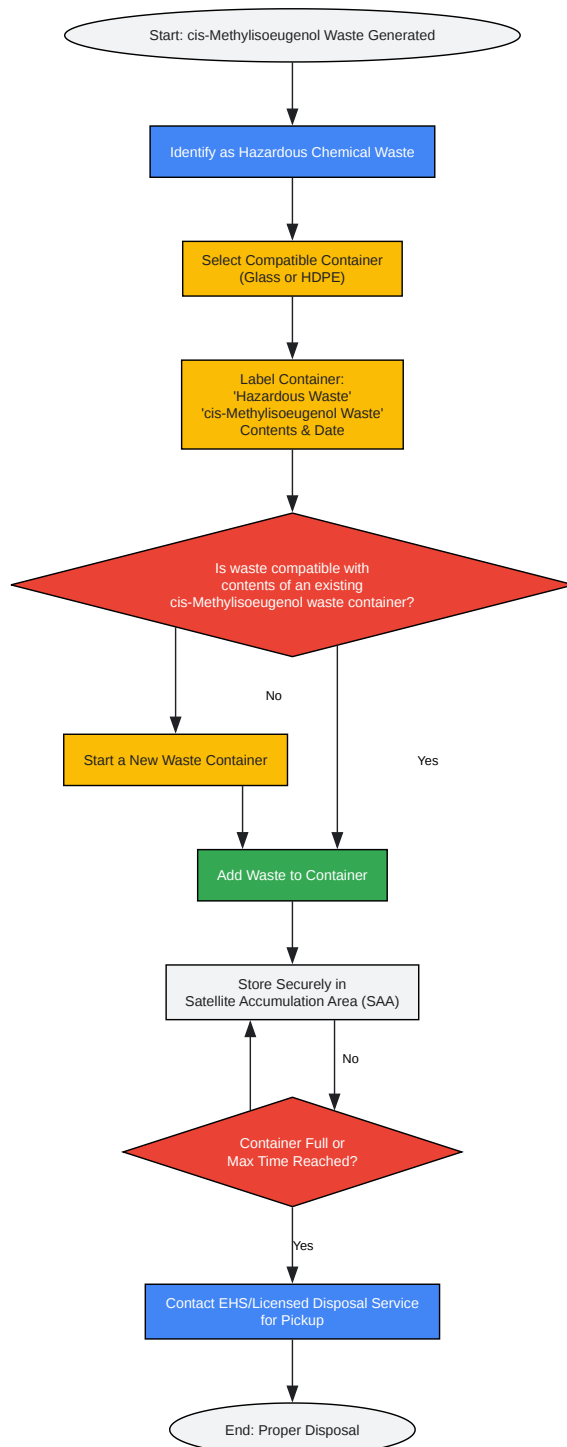 Start: cis-Methylisoeugenol Waste Generated
Identify as Hazardous Chemical Waste
Select Compatible Container
(Glass or HDPE)
Label Container:
'Hazardous Waste'
'cis-Methylisoeugenol Waste'
Contents & Date
Is waste compatible with
contents of an existing
cis-Methylisoeugenol waste container?
No
Start a New Waste Container
Yes
Add Waste to Container
Store Securely in
Satellite Accumulation Area (SAA)
No
Container Full or
Max Time Reached?
Yes
Contact EHS/Licensed Disposal Service
for Pickup
End: Proper Disposal